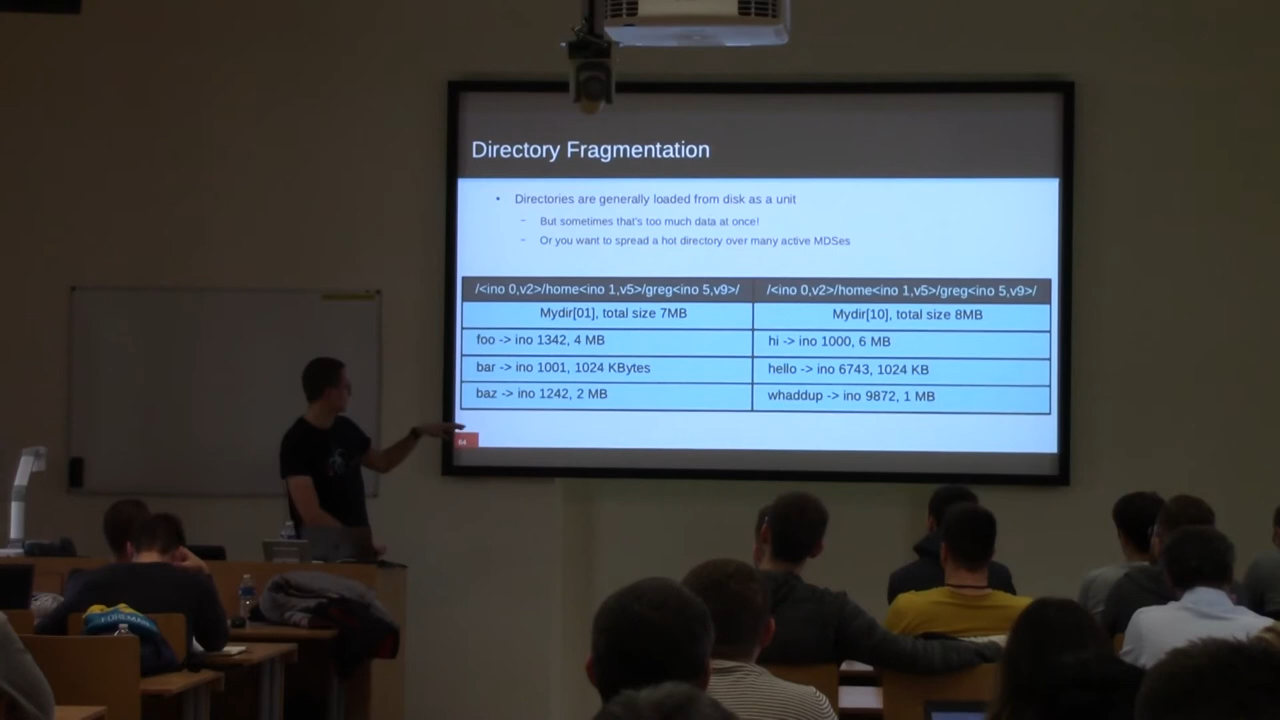 Directory Fragmentation
• Directories are generally loaded from disk as a unit
– But sometimes that's too much data at once!
– Or you want to spread a hot directory over many active MDSes
/<ino 0,v2>/home<ino 1,v5>/greg<ino 5,v9>/
/<ino 0,v2>/home<ino 1,v5>/greg<ino 5,v9>/
Mydir[01], total size 7MB
Mydir[10], total size 8MB
foo -> ino 1342, 4 MB
hi -> ino 1000, 6 MB
bar -> ino 1001, 1024 KBytes
hello -> ino 6743, 1024 KB
baz -> ino 1242, 2 MB
whaddup -> ino 9872, 1 MB
64